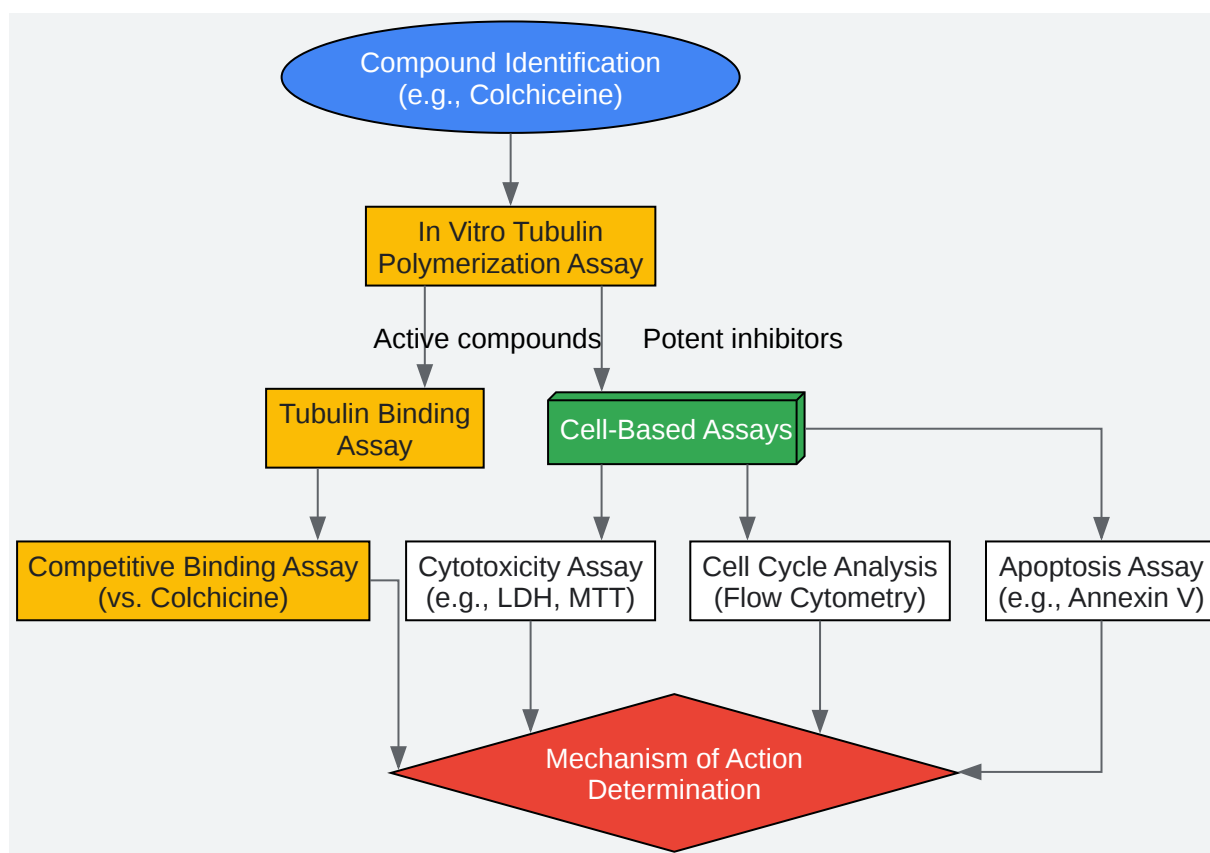 Compound Identification
(e.g., Colchiceine)
In Vitro Tubulin
Polymerization Assay
Active compounds
Potent inhibitors
Tubulin Binding
Assay
Cell-Based Assays
Competitive Binding Assay
(vs. Colchicine)
Cytotoxicity Assay
(e.g., LDH, MTT)
Cell Cycle Analysis
(Flow Cytometry)
Apoptosis Assay
(e.g., Annexin V)
Mechanism of Action
Determination